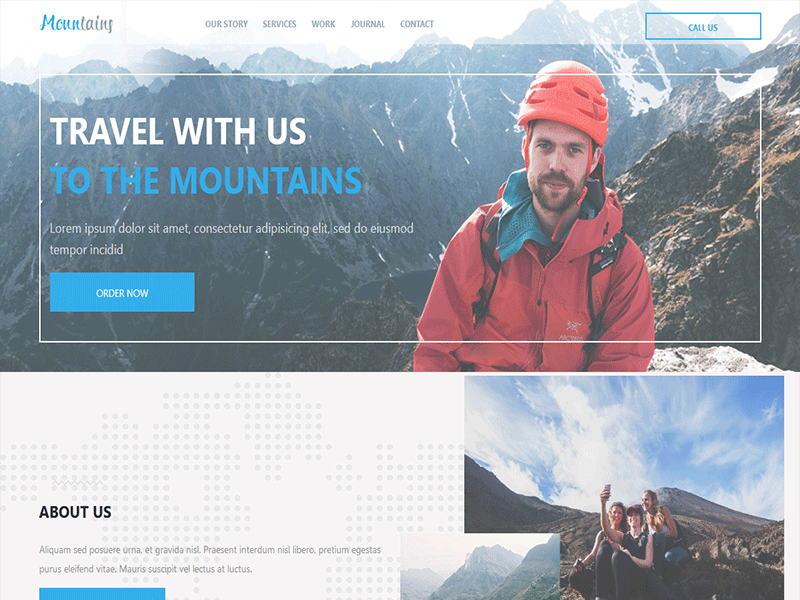 Mountains
OUR STORY SERVICES WORK JOURNAL CONTACT
CALL US
TRAVEL WITH US
TO THE MOUNTAINS
Lorem ipsum dolor sit amet, consectetur adipisicing elit, sed do eiusmod
tempor incidid
ORDER NOW
ABOUT US
Aliquam sed posuere urna, et gravida nisl. Praesent interdum nisl libero, pretium egestas
purus eleifend vitae. Mauris suscipit vel lectus at luctus.